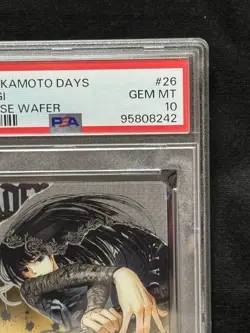 KAMOTO DAYS #26
GI GEM MT
SE WAFER 10
PSA 95808242